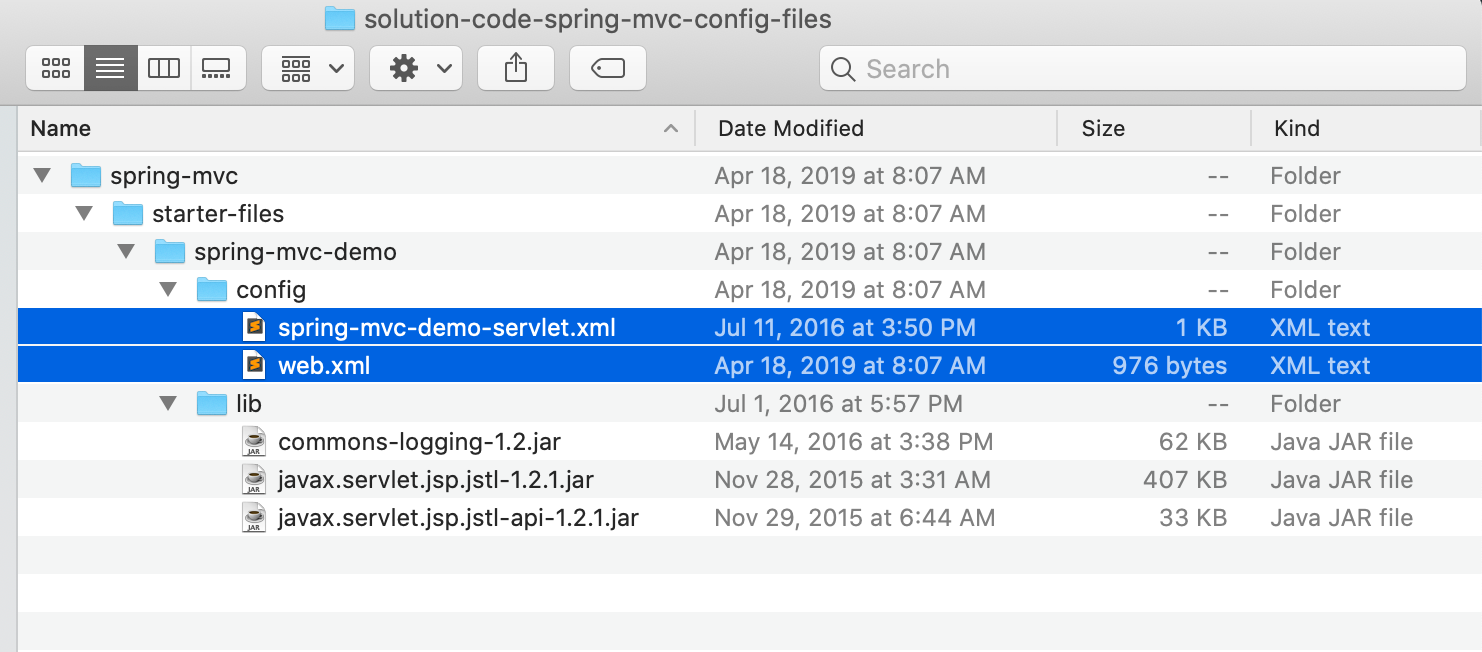 solution-code-spring-mvc-config-files
Search
Name Date Modified Size Kind
spring-mvc Apr 18, 2019 at 8:07 AM -- Folder
starter-files Apr 18, 2019 at 8:07 AM -- Folder
spring-mvc-demo Apr 18, 2019 at 8:07 AM -- Folder
config Apr 18, 2019 at 8:07 AM -- Folder
spring-mvc-demo-servlet.xml Jul 11, 2016 at 3:50 PM 1 KB XML text
web.xml Apr 18, 2019 at 8:07 AM 976 bytes XML text
lib Jul 1, 2016 at 5:57 PM -- Folder
JAR commons-logging-1.2.jar May 14, 2016 at 3:38 PM 62 KB Java JAR file
JAR javax.servlet.jsp.jstl-1.2.1.jar Nov 28, 2015 at 3:31 AM 407 KB Java JAR file
JAR javax.servlet.jsp.jstl-api-1.2.1.jar Nov 29, 2015 at 6:44 AM 33 KB Java JAR file